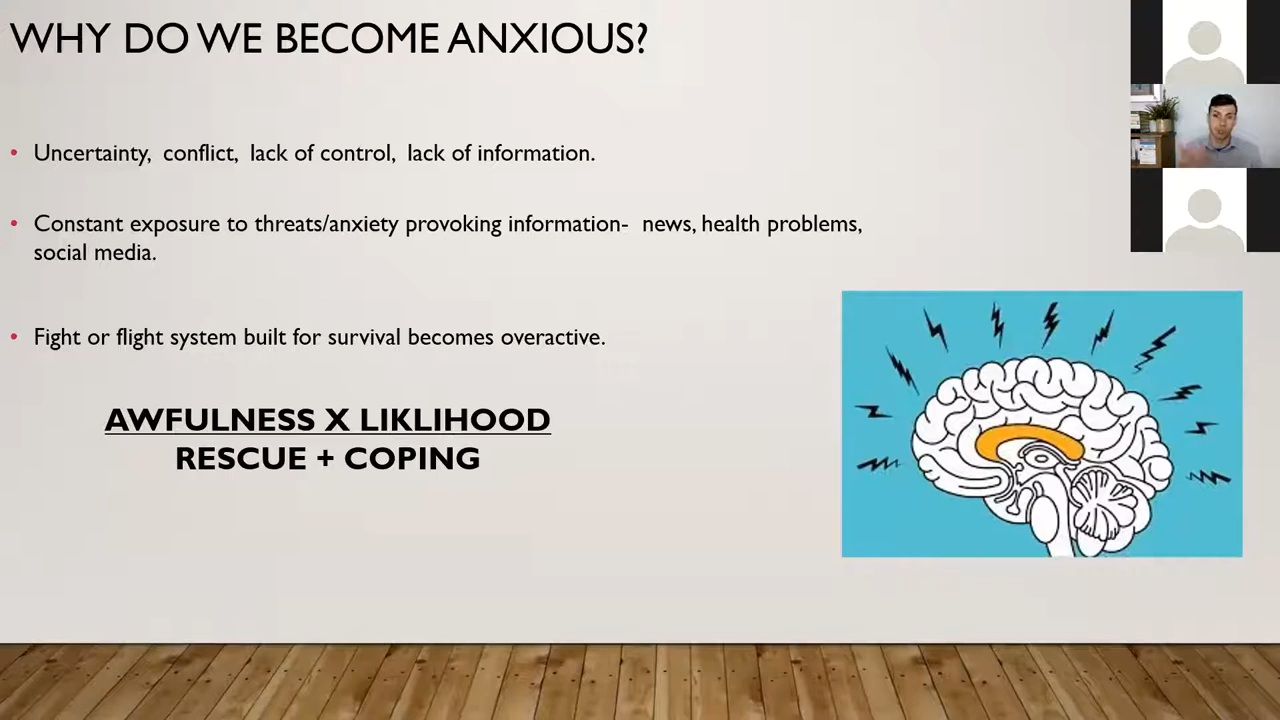 WHY DO WE BECOME ANXIOUS?
• Uncertainty, conflict, lack of control, lack of information.
• Constant exposure to threats/anxiety provoking information- news, health problems,
social media.
• Fight or flight system built for survival becomes overactive.
AWFULNESS X LIKLIHOOD
RESCUE + COPING